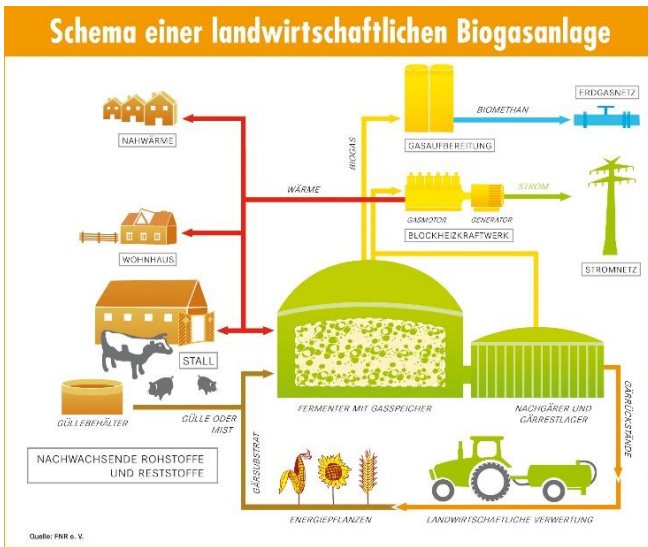 Schema einer landwirtschaftlichen Biogasanlage
NAHWÄRME
BIOGAS
GASAUFBEREITUNG
BIOMETHAN
ERDGASNETZ
WÄRME
GASMOTOR
GENERATOR
BLOCKHEIZKRAFTWERK
STROM
STROMNETZ
WOHNHAUS
STALL
GÜLLEBEHÄLTER
GÜLLE ODER
MIST
FERMENTER MIT GASSPEICHER
NACHGÄRER UND
GÄRRESTLAGER
GÄRRÜCKSTÄNDE
NACHWACHSENDE ROHSTOFFE
UND RESTSTOFFE
GÄRSUBSTRAT
ENERGIEPFLANZEN
LANDWIRTSCHAFTLICHE VERWERTUNG
Quelle: FNR e. V.